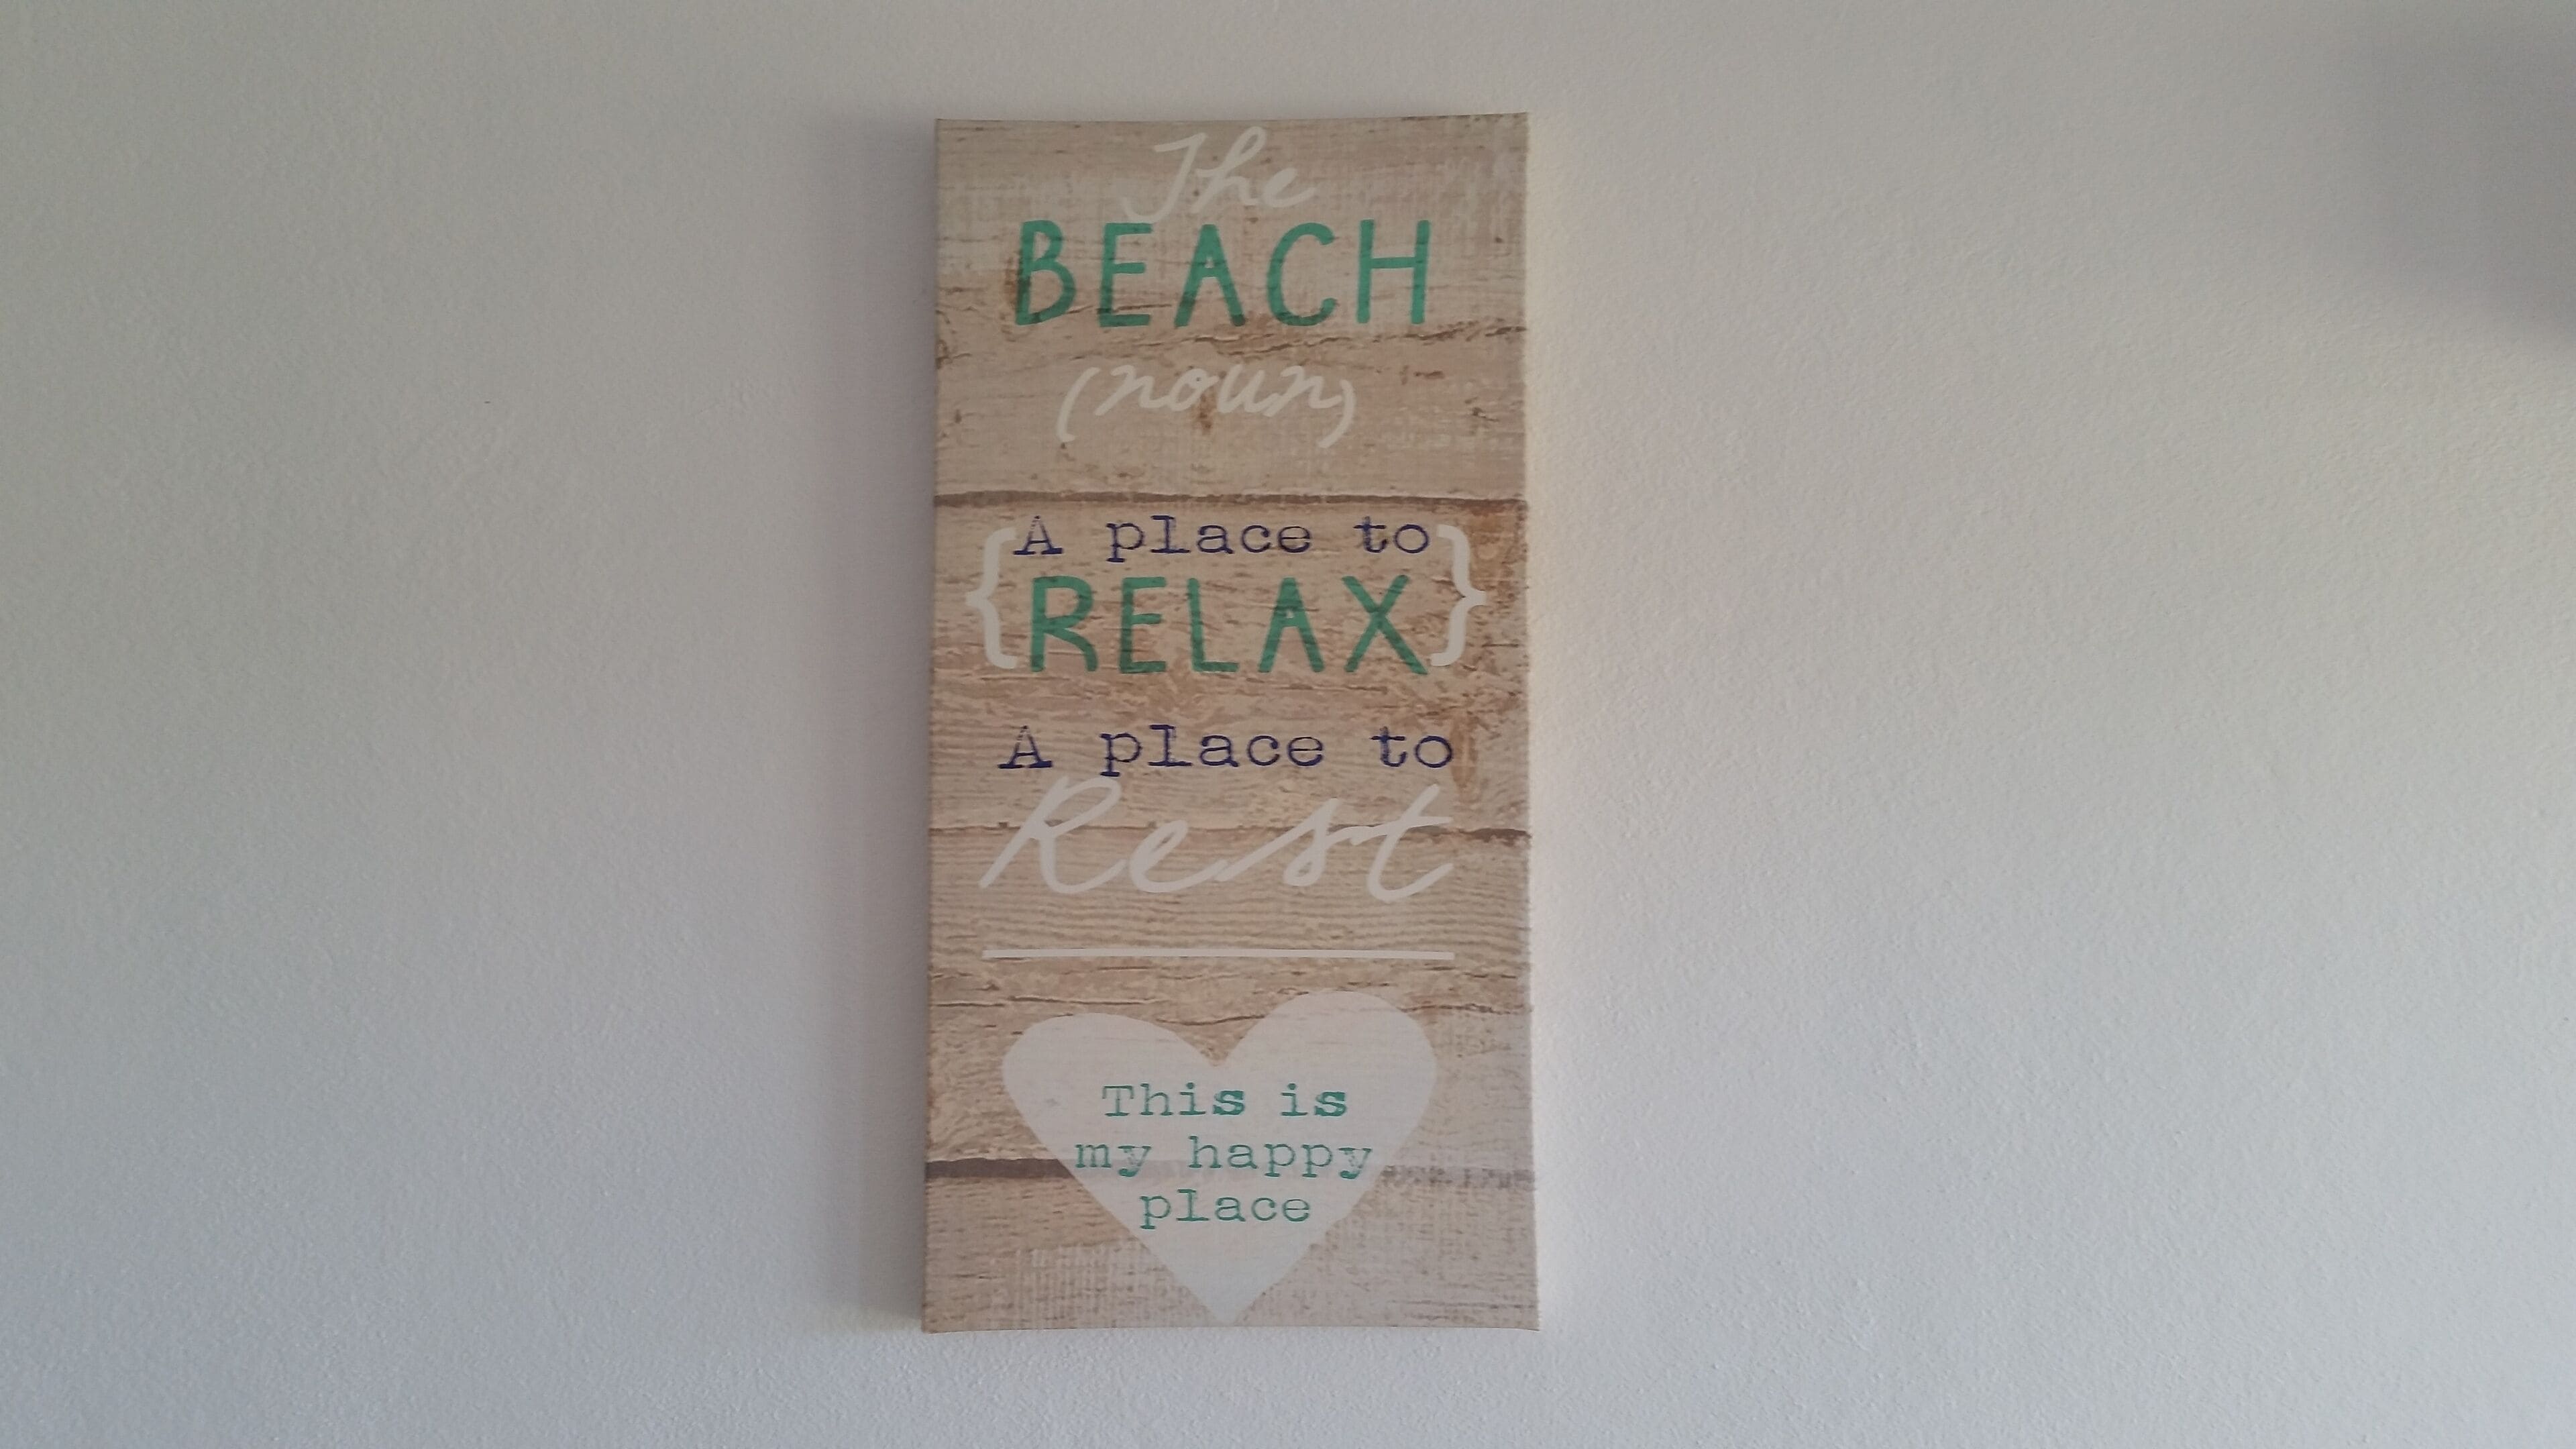 The
BEACH
(noun)
{A place to
RELAX}
A place to
Rest
This is
my happy
place